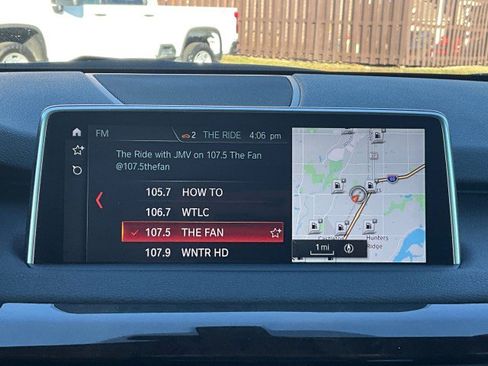 FM 2 THE RIDE 4:06 pm
The Ride with JMV on 107.5 The Fan
@107.5thefan
105.7 HOW TO
106.7 WTLC
107.5 THE FAN
107.9 WNTR HD
Hunters
Ridge
1 mi